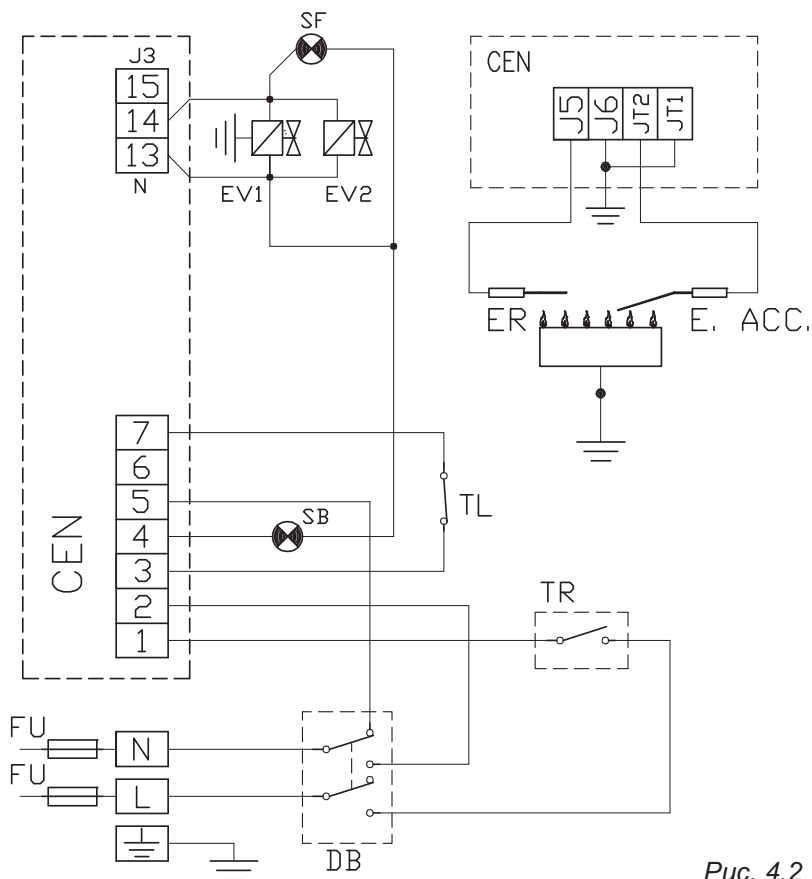 SF
J3
15
14
13
N
EV1
EV2
CEN
J5
J6
JT2
JT1
ER
E. ACC.
7
6
5
4
3
2
1
CEN
SB
TL
TR
FU
N
FU
L
DB
Рис. 4.2